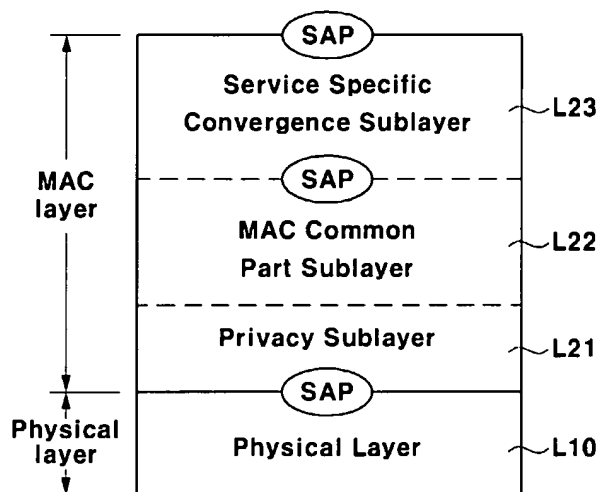 SAP
Service Specific
Convergence Sublayer
L23
SAP
MAC
layer
MAC Common
Part Sublayer
L22
Privacy Sublayer
L21
SAP
Physical
layer
Physical Layer
L10